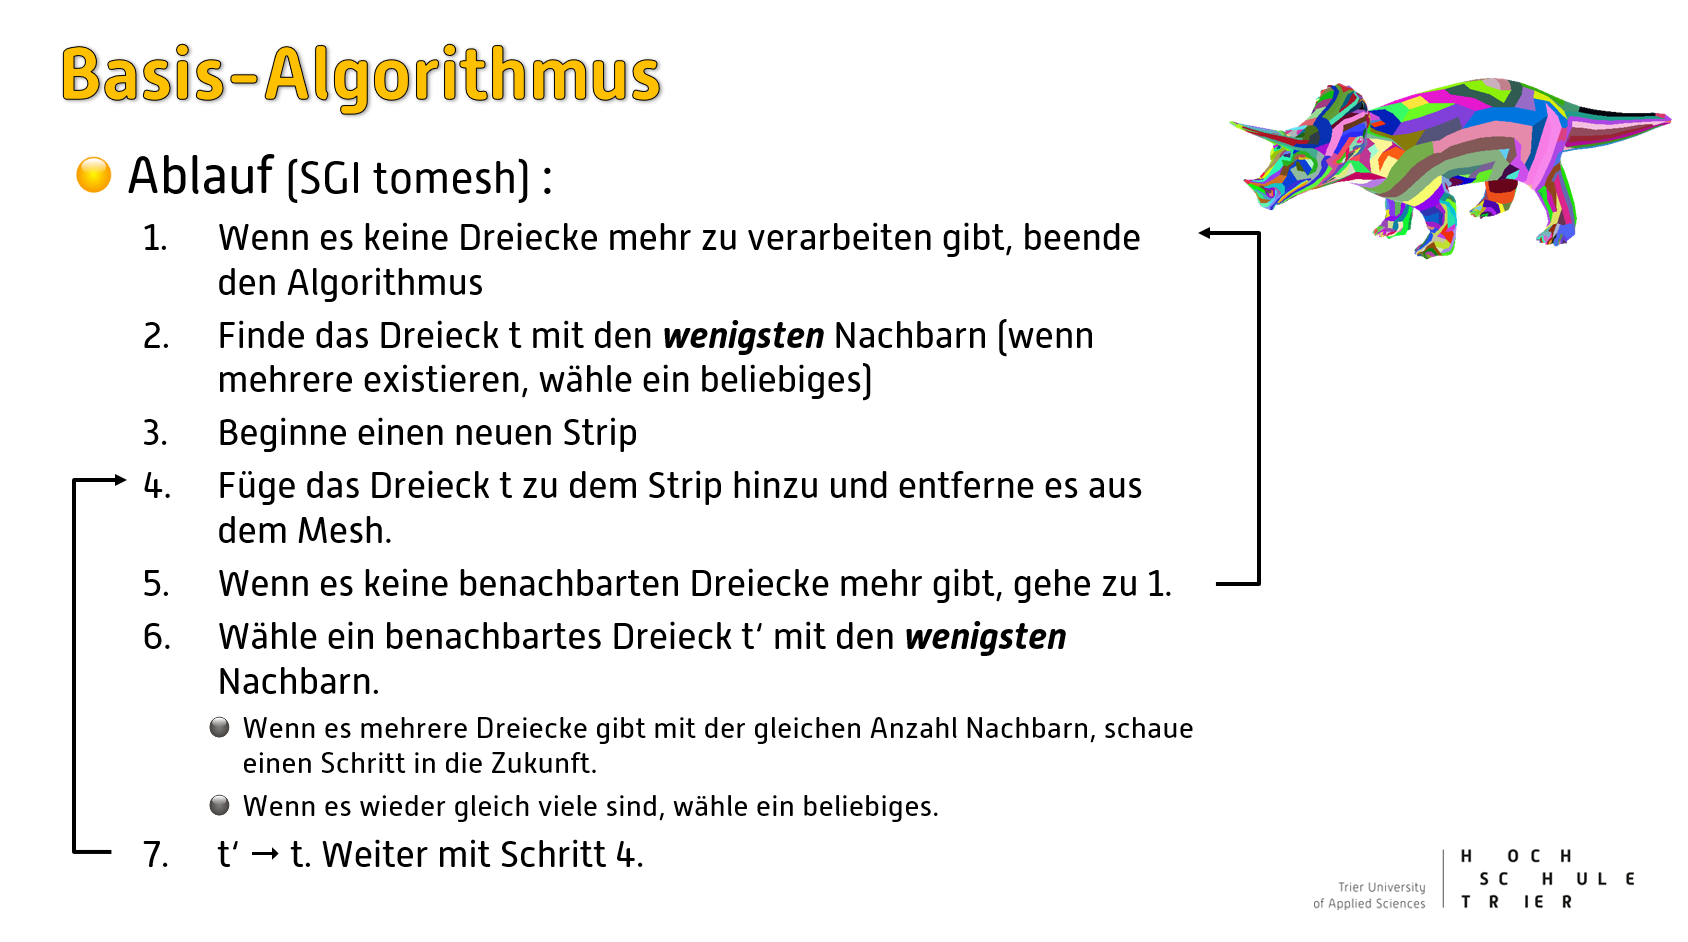 Basis-Algorithmus
Ablauf (SGI tomesh) :
1. Wenn es keine Dreiecke mehr zu verarbeiten gibt, beende
den Algorithmus
2. Finde das Dreieck t mit den wenigsten Nachbarn (wenn
mehrere existieren, wähle ein beliebiges)
3. Beginne einen neuen Strip
4. Füge das Dreieck t zu dem Strip hinzu und entferne es aus
dem Mesh.
5. Wenn es keine benachbarten Dreiecke mehr gibt, gehe zu 1.
6. Wähle ein benachbartes Dreieck t‘ mit den wenigsten
Nachbarn.
Wenn es mehrere Dreiecke gibt mit der gleichen Anzahl Nachbarn, schaue
einen Schritt in die Zukunft.
Wenn es wieder gleich viele sind, wähle ein beliebiges.
7. t‘ → t. Weiter mit Schritt 4.
Trier University
of Applied Sciences
H OCH
SC HULE
TRIER